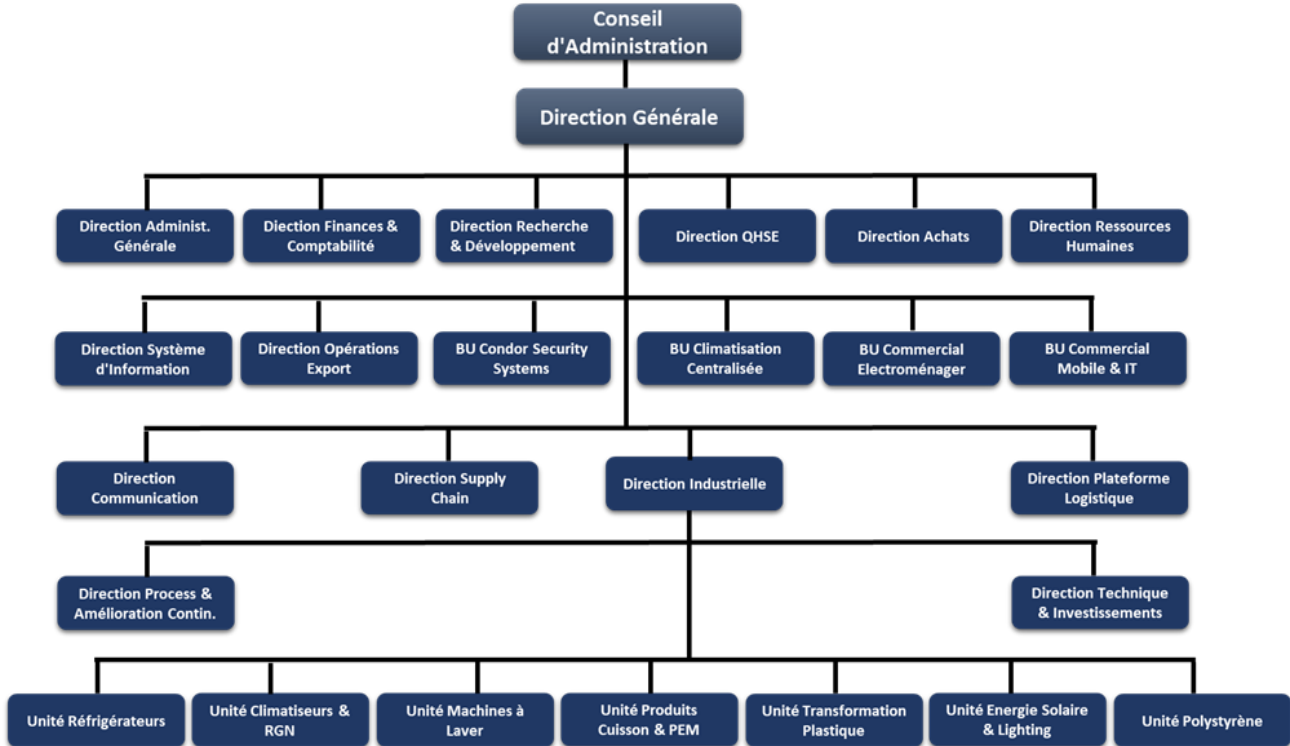 Conseil
d'Administration
Direction Générale
Direction Administ.
Générale
Diection Finances &
Comptabilité
Direction Recherche
& Développement
Direction QHSE
Direction Achats
Direction Ressources
Humaines
Direction Système
d'Information
Direction Opérations
Export
BU Condor Security
Systems
BU Climatisation
Centralisée
BU Commercial
Electroménager
BU Commercial
Mobile & IT
Direction
Communication
Direction Supply
Chain
Direction Industrielle
Direction Plateforme
Logistique
Direction Process &
Amélioration Contin.
Direction Technique
& Investissements
Unité Réfrigérateurs
Unité Climatiseurs &
RGN
Unité Machines à
Laver
Unité Produits
Cuisson & PEM
Unité Transformation
Plastique
Unité Energie Solaire
& Lighting
Unité Polystyrène